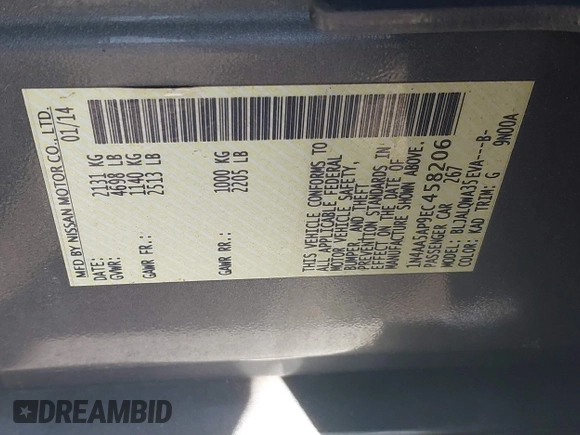 MFD BY NISSAN MOTOR CO., LTD.
DATE: 01/14
GVWR: 2131 KG
4698 LB
GAWR FR.: 1140 KG
2513 LB
GAWR RR.: 1000 KG
2205 LB
THIS VEHICLE CONFORMS TO
ALL APPLICABLE FEDERAL
MOTOR VEHICLE SAFETY,
BUMPER, AND THEFT
PREVENTION STANDARDS IN
EFFECT ON THE DATE OF
MANUFACTURE SHOWN ABOVE.
1N4AA5AP9EC458206
PASSENGER CAR 267
MODEL: BLJALQWA35EVA---B-
COLOR: KAD TRIM: G 9N00A
DREAMBID